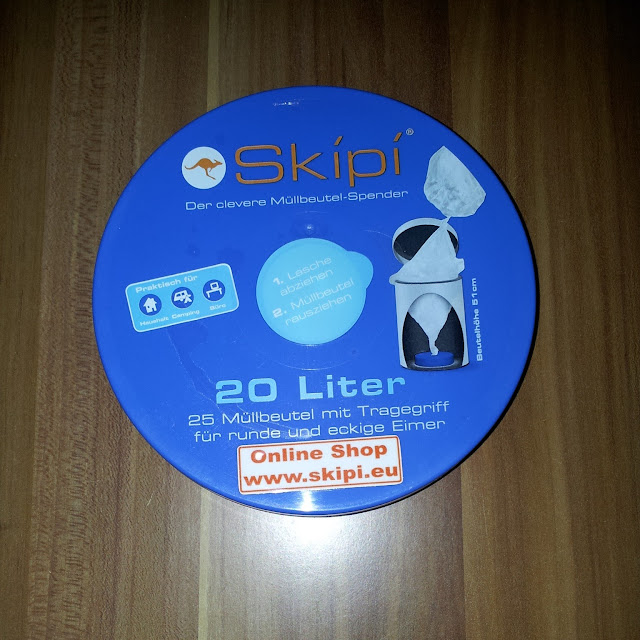 Skípí®
Der clevere Müllbeutel-Spender
Praktisch für
Haushalt Camping Büro
1. Lasche
abziehen
2. Müllbeutel
rausziehen
Beutelhöhe 51cm
20 Liter
25 Müllbeutel mit Tragegriff
für runde und eckige Eimer
Online Shop
www.skipi.eu